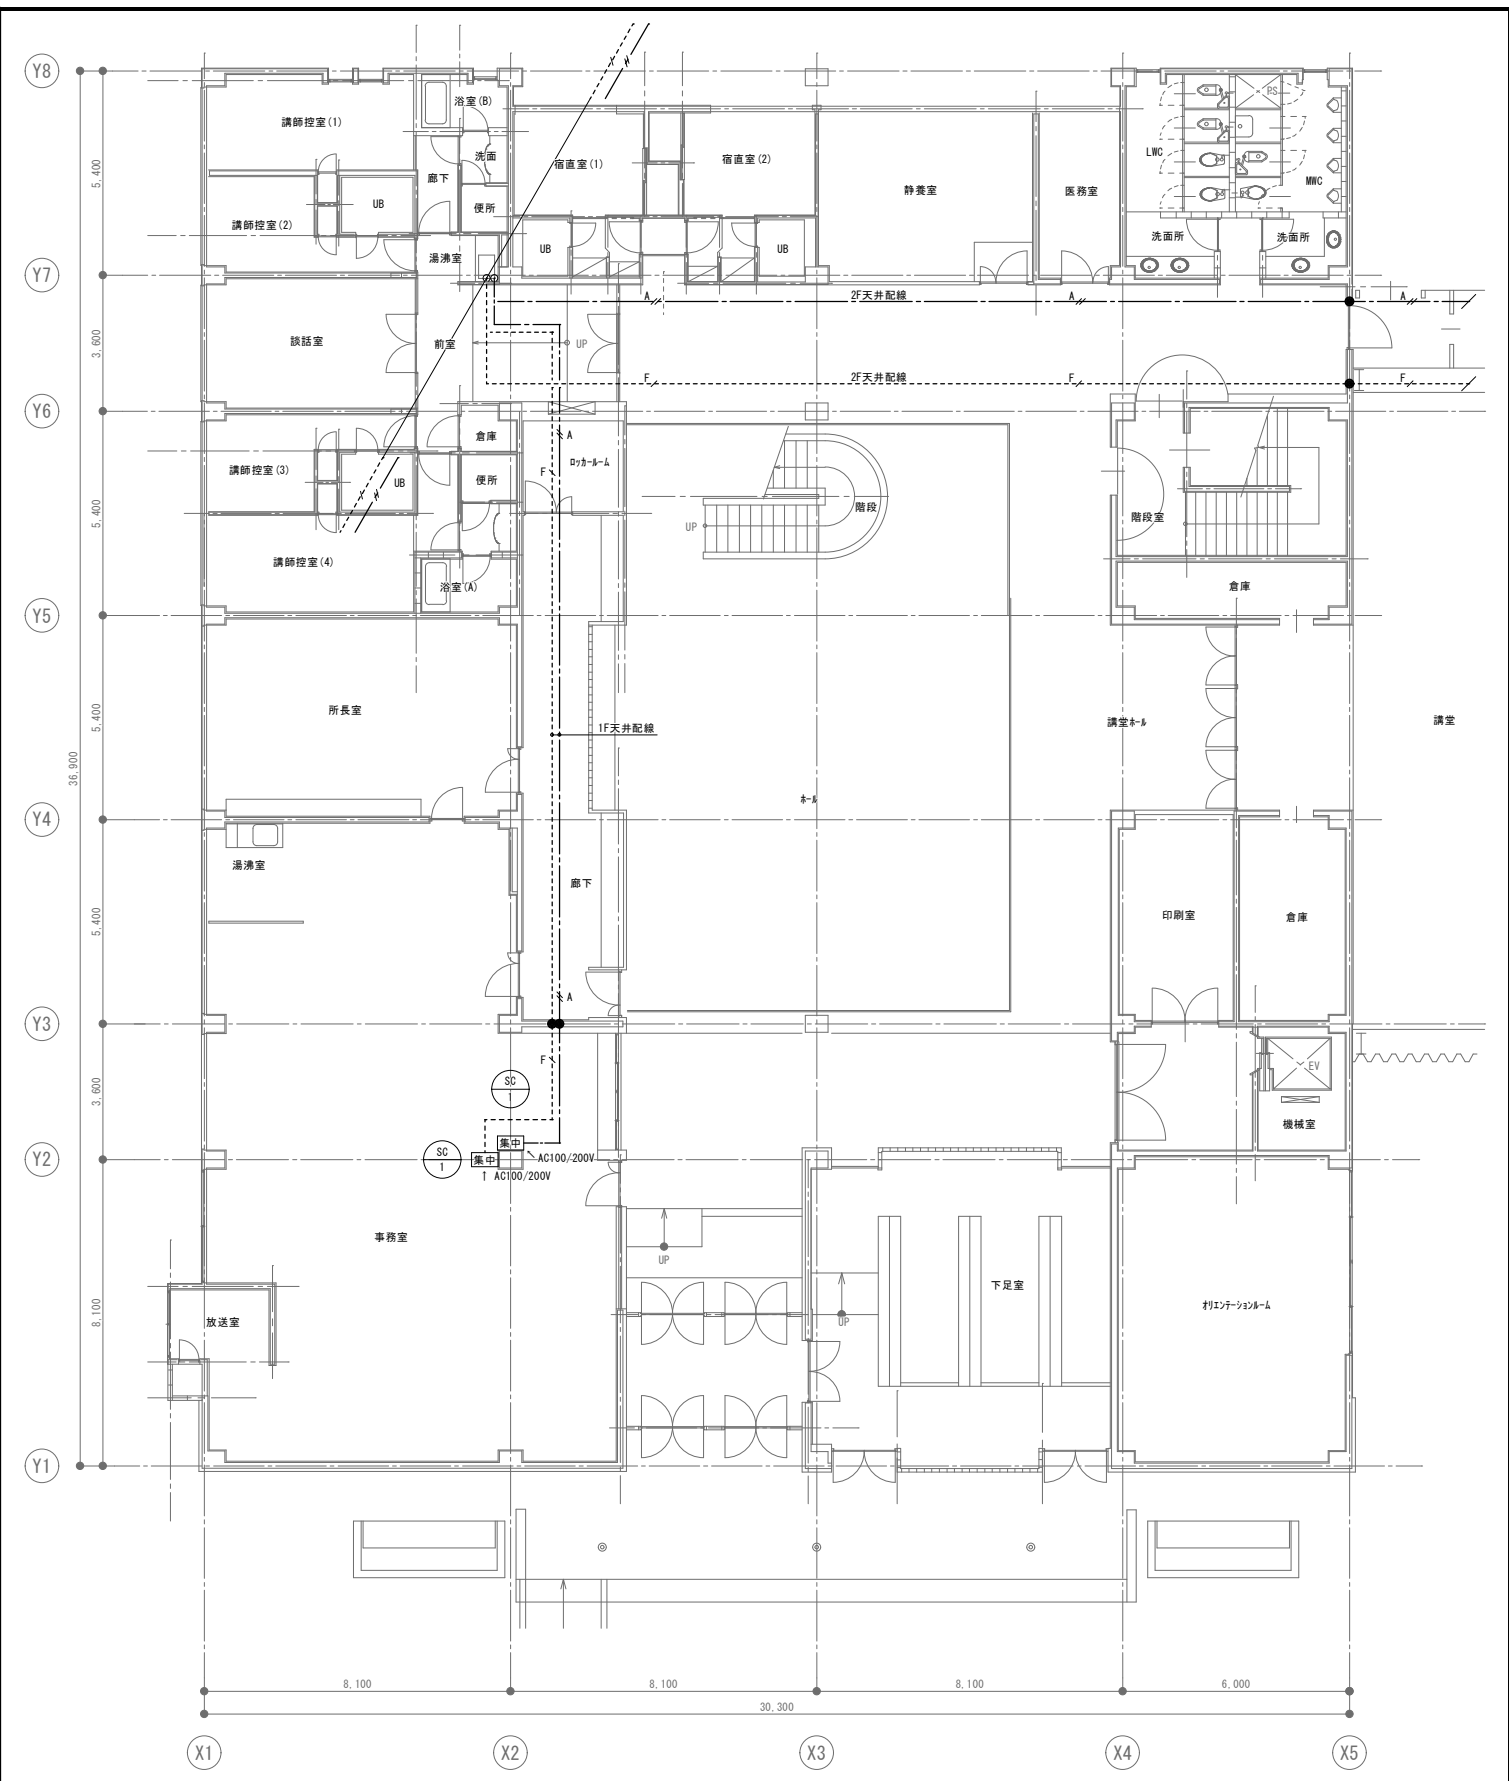 Y8
浴室(B)
講師控室(1)
洗面
廊下
便所
UB
講師控室(2)
湯沸室
宿直室(1)
宿直室(2)
UB
UB
静養室
医務室
LWC
PS
MWC
洗面所
洗面所
5,400
Y7
A
2F天井配線
A
A
談話室
前室
UP
3,600
F
2F天井配線
F
F
Y6
倉庫
A
F
ロッカールーム
講師控室(3)
UB
便所
UP
階段
階段室
5,400
講師控室(4)
浴室(A)
倉庫
Y5
所長室
5,400
36,900
1F天井配線
講堂ホール
講堂
ホール
Y4
湯沸室
廊下
5,400
印刷室
倉庫
A
Y3
F
SC
1
3,600
EV
機械室
集中
AC100/200V
Y2
SC
1
集中
AC100/200V
事務室
UP
下足室
UP
オリエンテーションルーム
放送室
8,100
Y1
8,100
8,100
8,100
6,000
30,300
X1
X2
X3
X4
X5